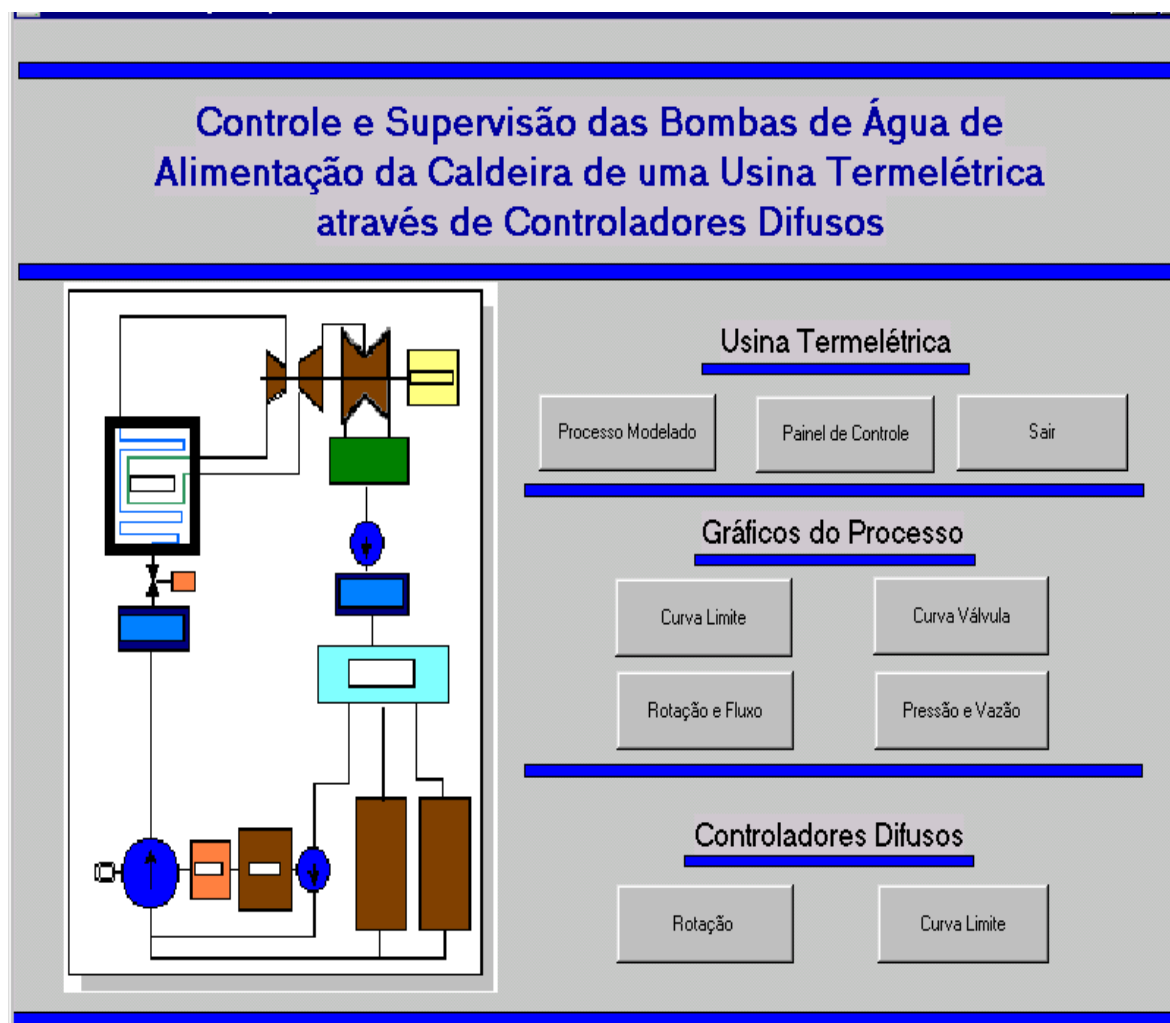 Controle e Supervisão das Bombas de Água de
Alimentação da Caldeira de uma Usina Termelétrica
através de Controladores Difusos
Usina Termelétrica
Processo Modelado
Painel de Controle
Sair
Gráficos do Processo
Curva Limite
Curva Válvula
Rotação e Fluxo
Pressão e Vazão
Controladores Difusos
Rotação
Curva Limite